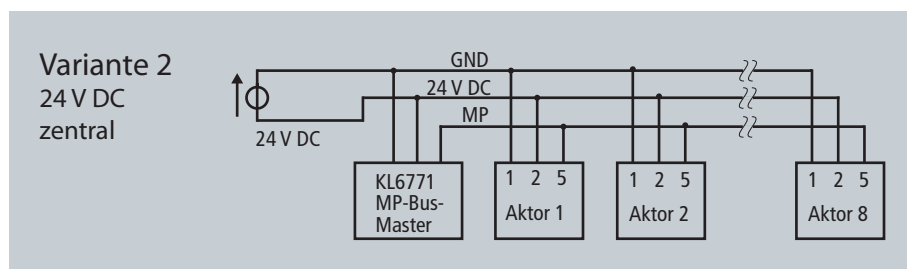 Variante 2
24 V DC
zentral
24 V DC
GND
24 V DC
MP
KL6771
MP-Bus-
Master
1 2 5
Aktor 1
1 2 5
Aktor 2
1 2 5
Aktor 8